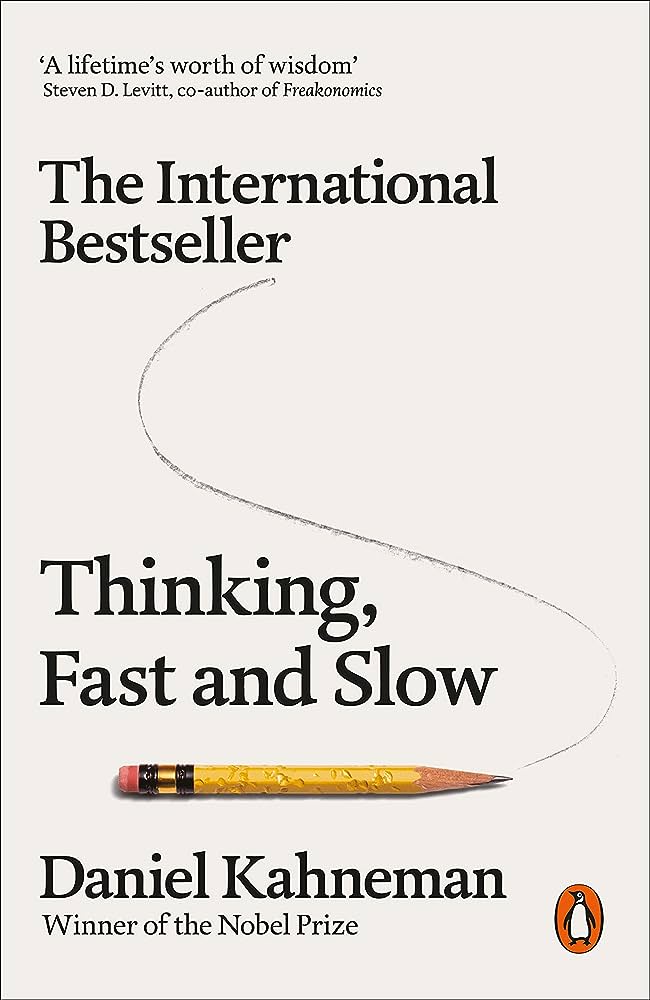 ‘A lifetime’s worth of wisdom’
Steven D. Levitt, co-author of Freakonomics
The International
Bestseller
Thinking,
Fast and Slow
Daniel Kahneman
Winner of the Nobel Prize